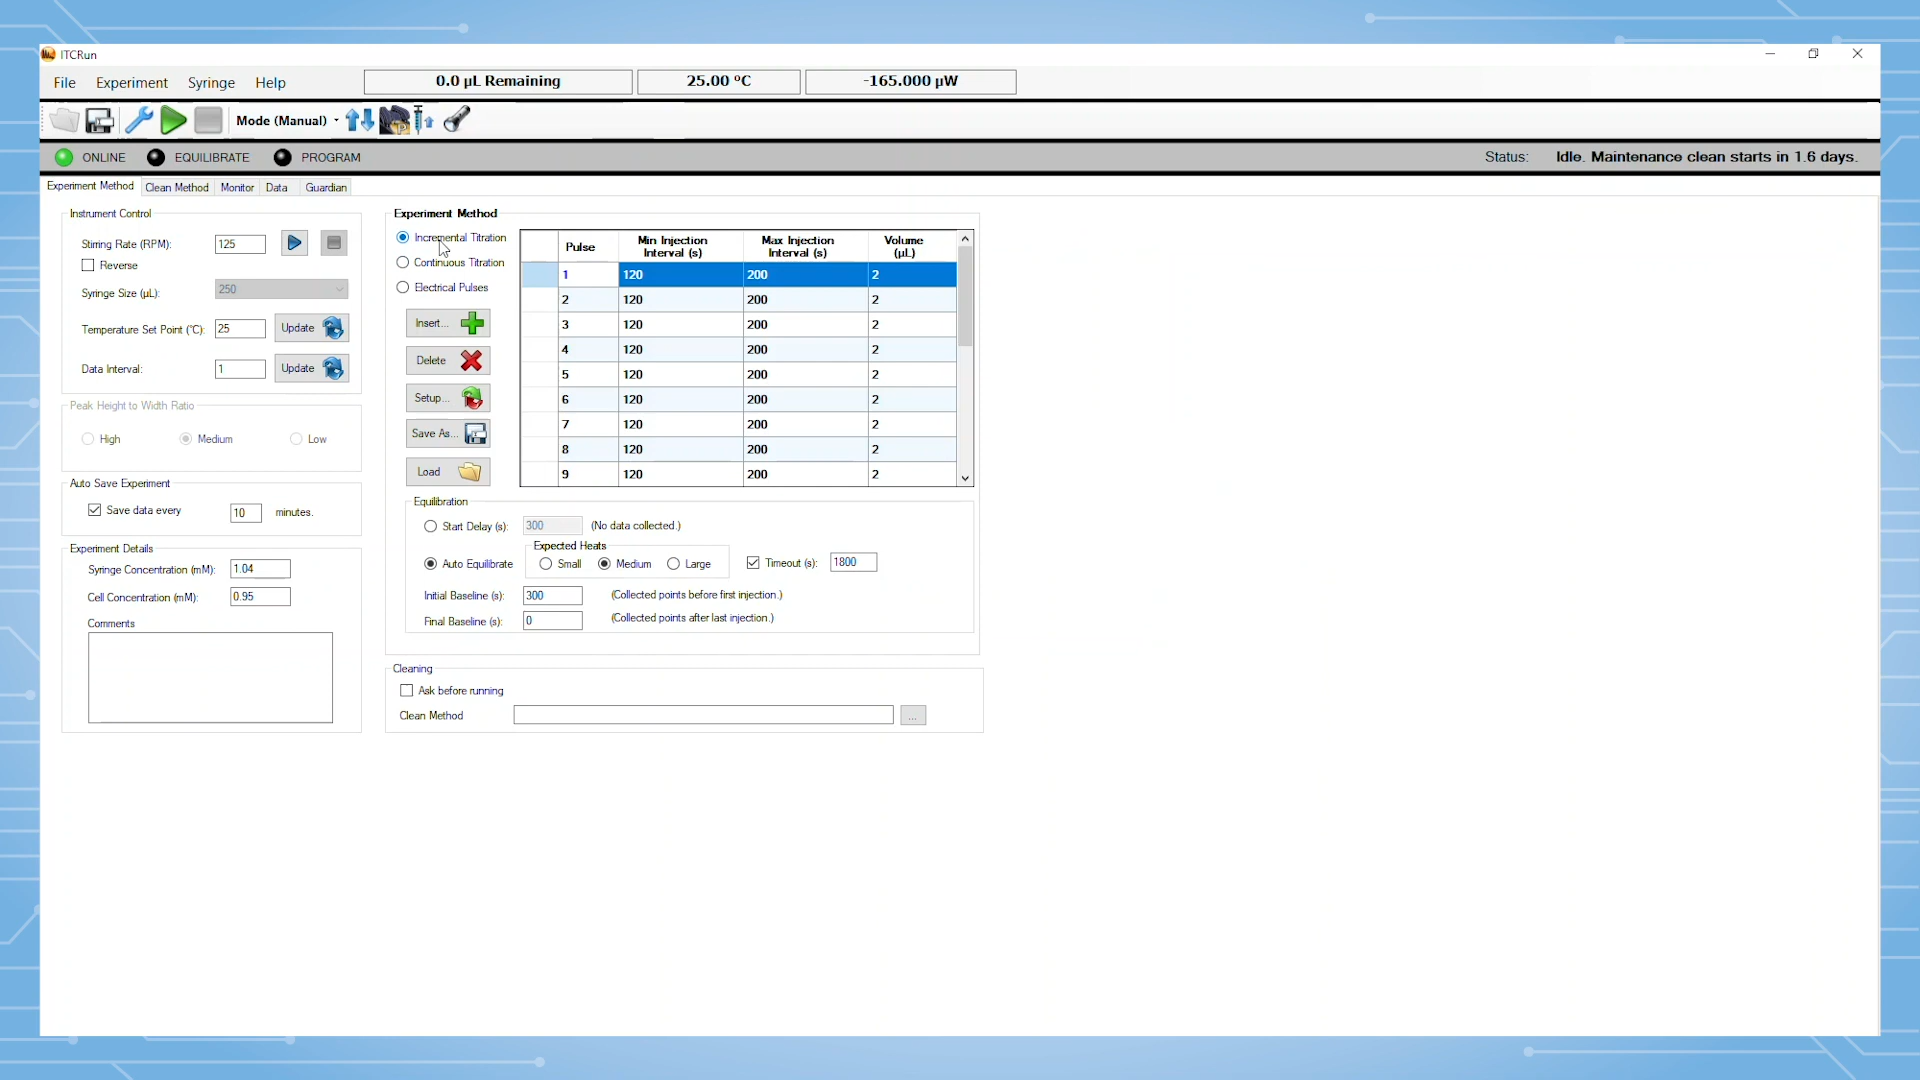 ITCRun
File Experiment Syringe Help 0.0 µL Remaining 25.00 ºC -165.000 µW
Mode (Manual)
ONLINE EQUILIBRATE PROGRAM Status: Idle. Maintenance clean starts in 1.6 days.
Experiment Method Clean Method Monitor Data Guardian
Instrument Control
Stirring Rate (RPM): 125
Reverse
Syringe Size (µL): 250
Temperature Set Point (°C): 25 Update
Data Interval: 1 Update
Peak Height to Width Ratio
High Medium Low
Auto Save Experiment
Save data every 10 minutes.
Experiment Details
Syringe Concentration (mM): 1.04
Cell Concentration (mM): 0.95
Comments
Experiment Method
Incremental Titration
Continuous Titration
Electrical Pulses
Insert...
Delete
Setup...
Save As...
Load
Pulse Min Injection Interval (s) Max Injection Interval (s) Volume (µL)
1 120 200 2
2 120 200 2
3 120 200 2
4 120 200 2
5 120 200 2
6 120 200 2
7 120 200 2
8 120 200 2
9 120 200 2
Equilibration
Start Delay (s): 300 (No data collected.)
Expected Heats
Auto Equilibrate Small Medium Large Timeout (s): 1800
Initial Baseline (s): 300 (Collected points before first injection.)
Final Baseline (s): 0 (Collected points after last injection.)
Cleaning
Ask before running
Clean Method ...